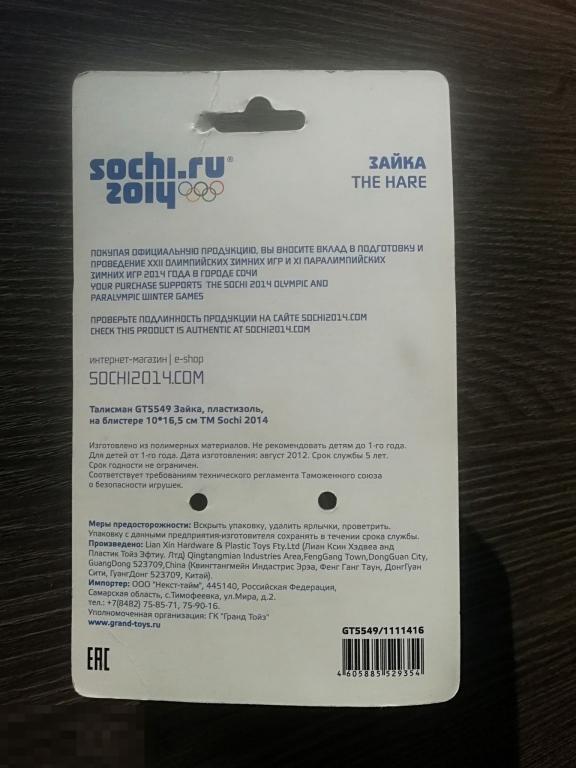 sochi.ru®
2014
ЗАЙКА
THE HARE
ПОКУПАЯ ОФИЦИАЛЬНУЮ ПРОДУКЦИЮ, ВЫ ВНОСИТЕ ВКЛАД В ПОДГОТОВКУ И
ПРОВЕДЕНИЕ XXII ОЛИМПИЙСКИХ ЗИМНИХ ИГР И XI ПАРАЛИМПИЙСКИХ
ЗИМНИХ ИГР 2014 ГОДА В ГОРОДЕ СОЧИ
YOUR PURCHASE SUPPORTS THE SOCHI 2014 OLYMPIC AND
PARALYMPIC WINTER GAMES
ПРОВЕРЬТЕ ПОДЛИННОСТЬ ПРОДУКЦИИ НА САЙТЕ SOCHI2014.COM
CHECK THIS PRODUCT IS AUTHENTIC AT SOCHI2014.COM
интернет-магазин | e-shop
SOCHI2014.COM
Талисман GT5549 Зайка, пластизоль,
на блистере 10*16,5 см ТМ Sochi 2014
Изготовлено из полимерных материалов. Не рекомендовать детям до 1-го года.
Для детей от 1-го года. Дата изготовления: август 2012. Срок службы 5 лет.
Срок годности не ограничен.
Соответствует требованиям технического регламента Таможенного союза
о безопасности игрушек.
Меры предосторожности: Вскрыть упаковку, удалить ярлычки, проветрить.
Упаковку с данными предприятия-изготовителя сохранять в течении срока службы.
Произведено: Lian Xin Hardware & Plastic Toys Fty.Ltd (Лиан Ксин Хэдвеа анд
Пластик Тойз Эфтиу. Лтд) Qingtangmian Industries Area,FengGang Town,DongGuan City,
GuangDong 523709,China (Квингтангмейн Индастрис Эрэа, Фенг Ганг Таун, ДонгГуан
Сити, ГуангДонг 523709, Китай).
Импортер: ООО "Некст-тайм", 445140, Российская Федерация,
Самарская область, с.Тимофеевка, ул.Мира, д.2.
тел.: +7(8482) 75-85-71, 75-90-16.
Уполномоченная организация: ГК "Гранд Тойз"
www.grand-toys.ru
GT5549/1111416
EAC
4 605885 529354